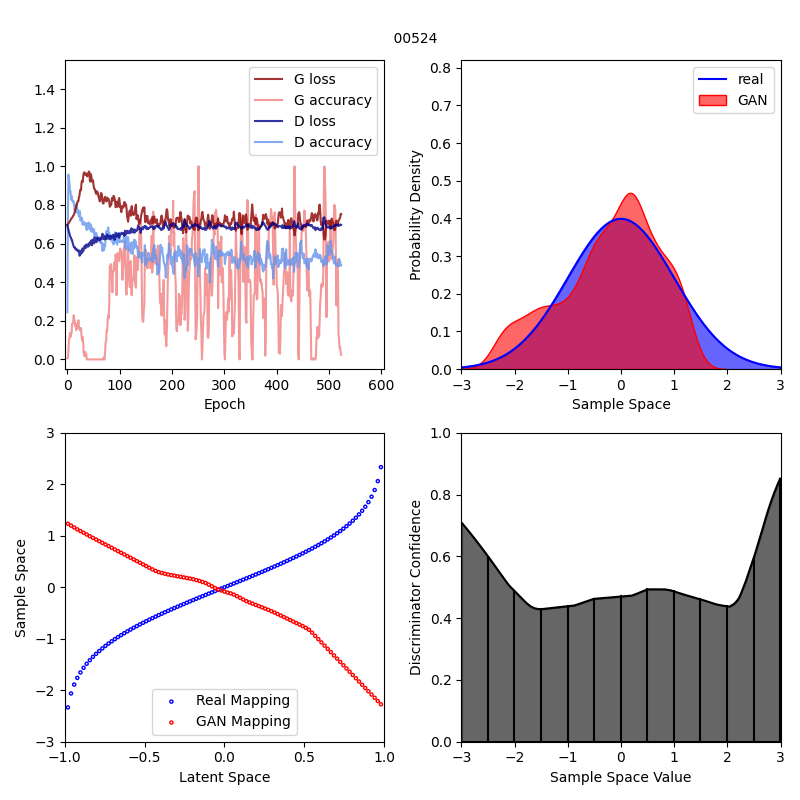 00524
1.4
1.2
1.0
0.8
0.6
0.4
0.2
0.0
0 100 200 300 400 500 600
Epoch
G loss
G accuracy
D loss
D accuracy
0.8
0.7
0.6
0.5
0.4
0.3
0.2
0.1
0.0
Probability Density
−3 −2 −1 0 1 2 3
Sample Space
real
GAN
3
2
1
0
−1
−2
−3
Sample Space
−1.0 −0.5 0.0 0.5 1.0
Latent Space
Real Mapping
GAN Mapping
1.0
0.8
0.6
0.4
0.2
0.0
Discriminator Confidence
−3 −2 −1 0 1 2 3
Sample Space Value